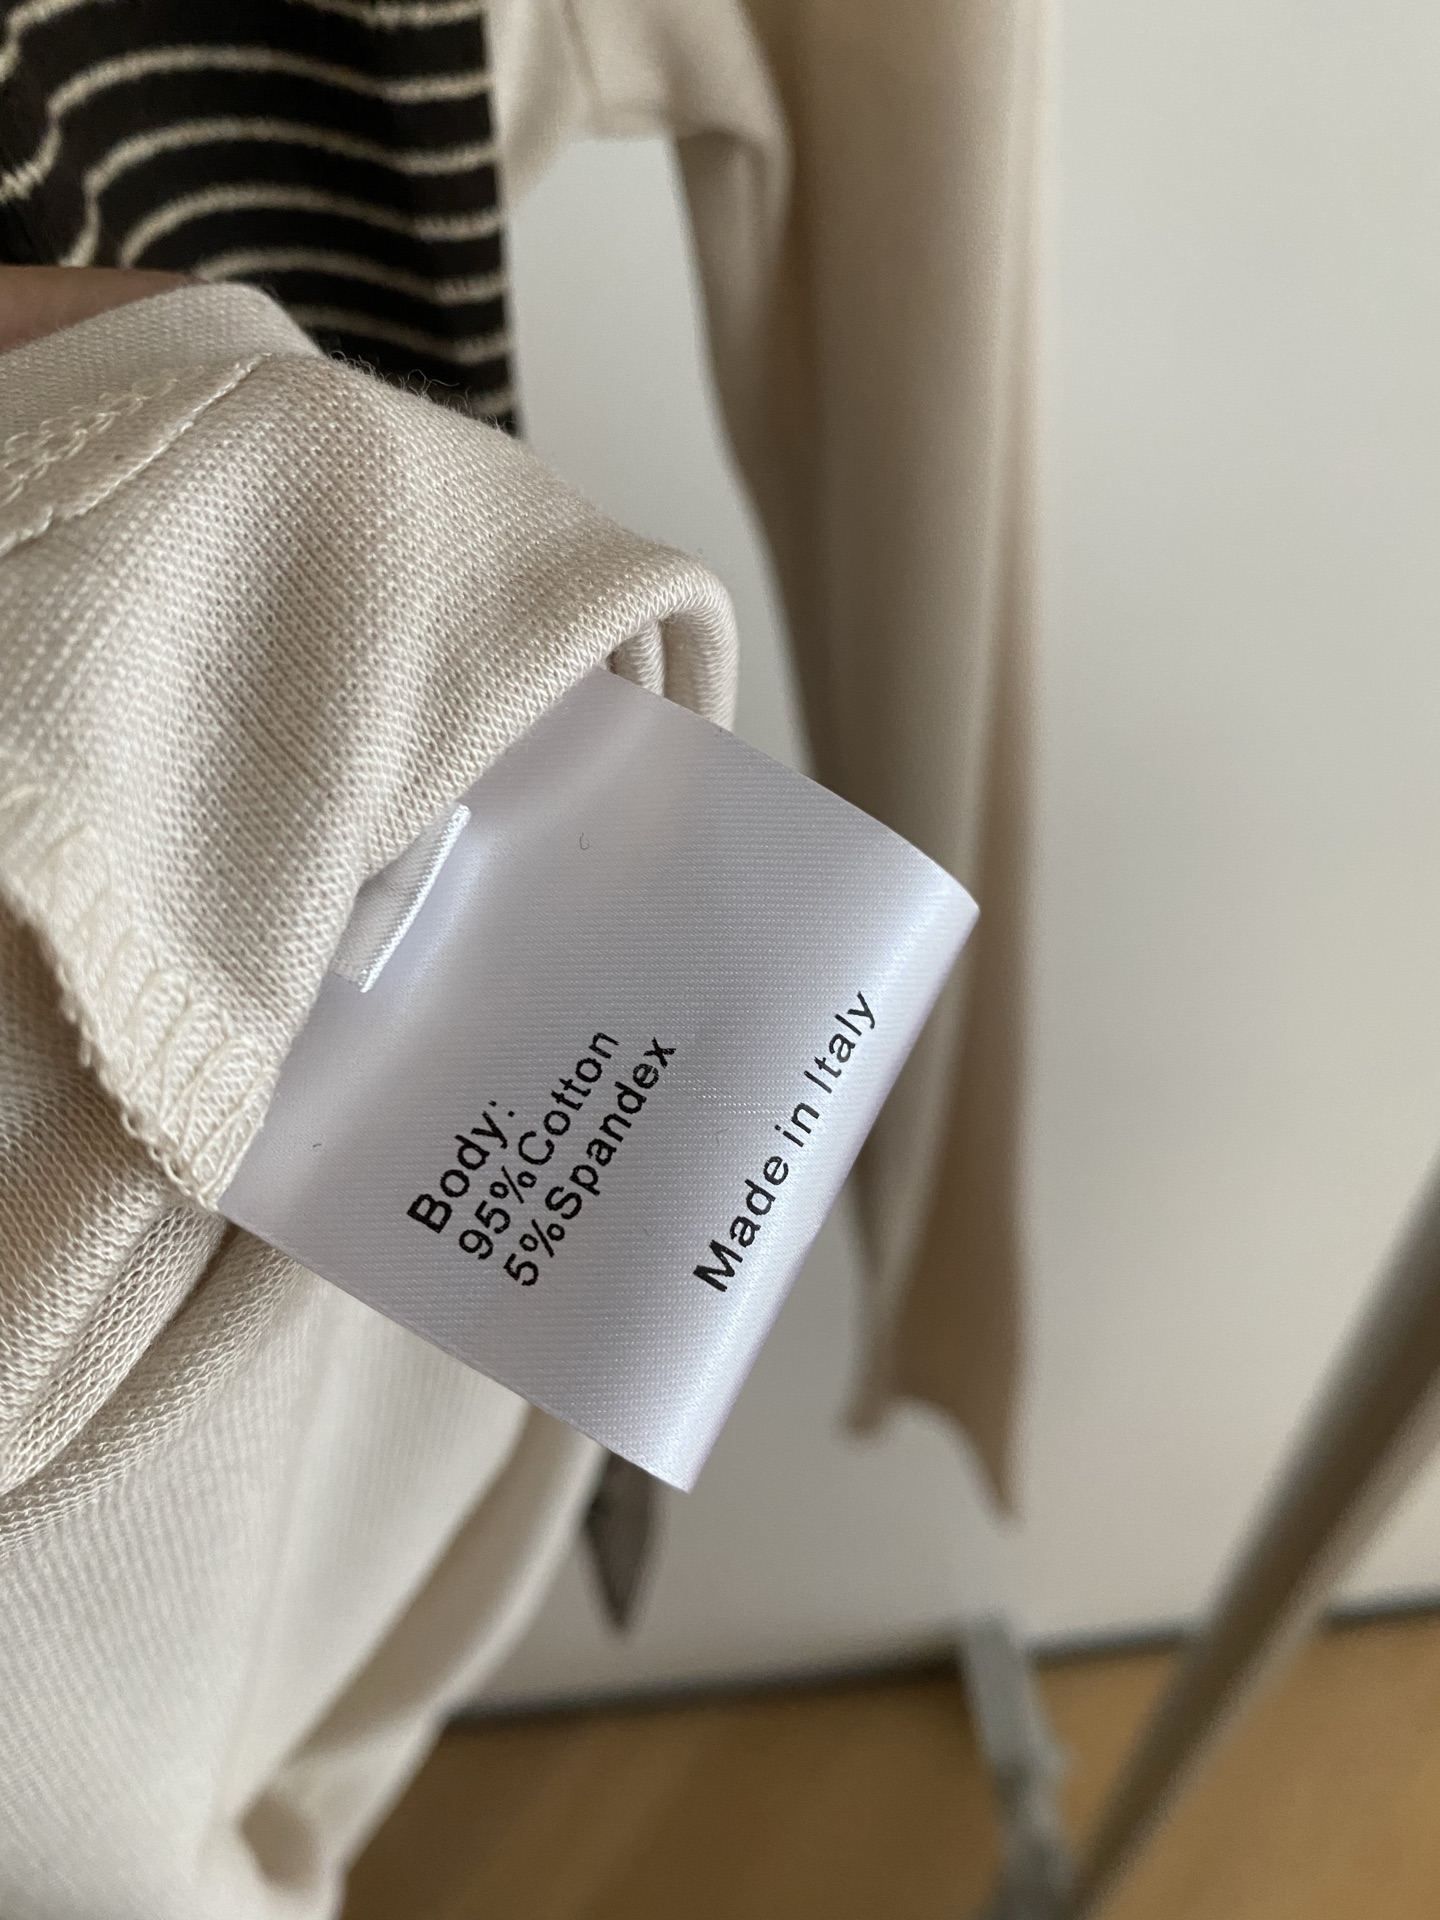 Body:
95%Cotton
5%Spandex
Made in Italy